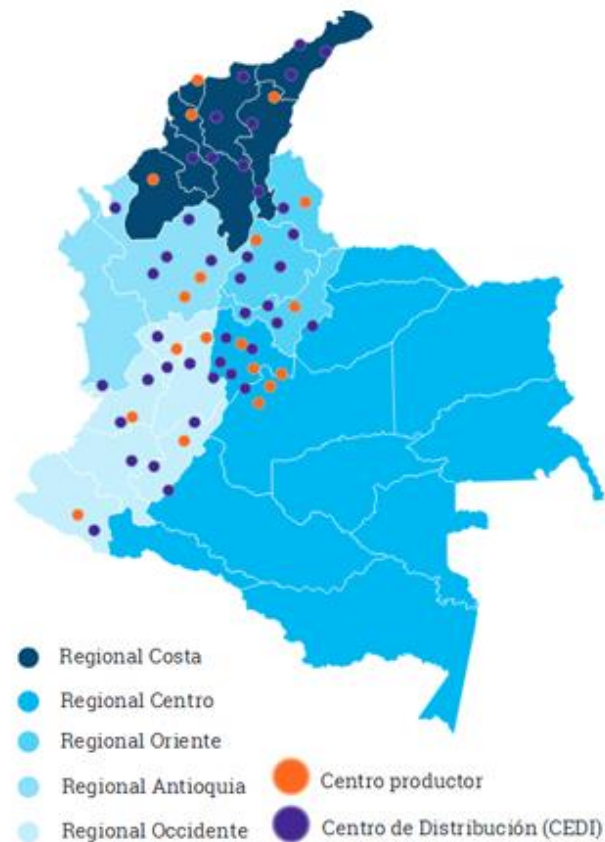 Regional Costa
Regional Centro
Regional Oriente
Regional Antioquia
Regional Occidente
Centro productor
Centro de Distribución (CEDI)